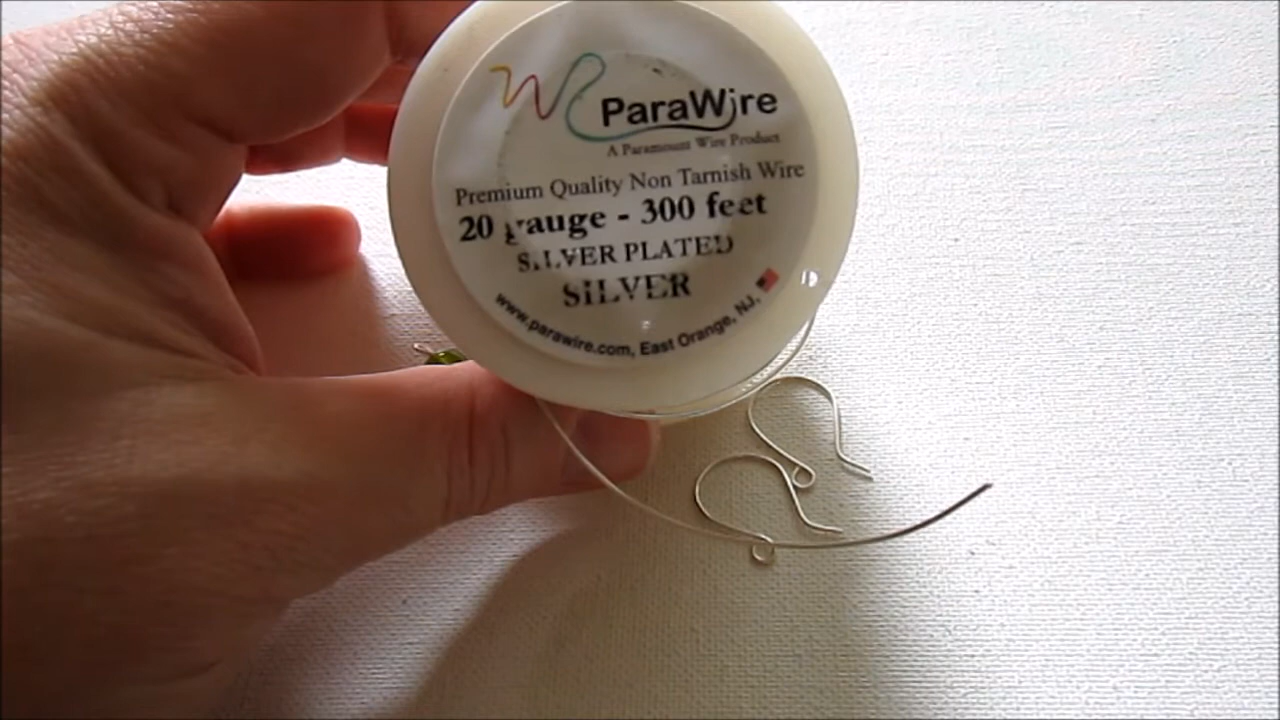 ParaWire
A Paramount Wire Product
Premium Quality Non Tarnish Wire
20 gauge - 300 feet
SILVER PLATED
SILVER
www.parawire.com, East Orange, NJ.